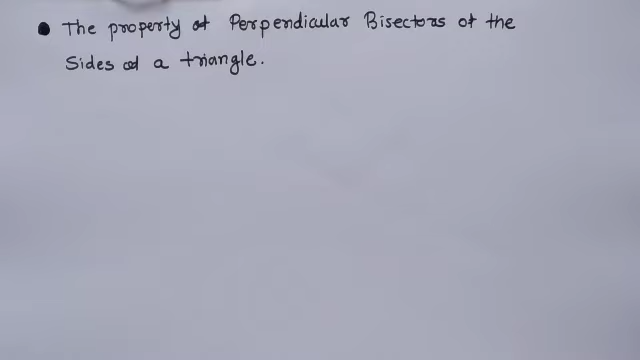 The property of Perpendicular Bisectors of the
Sides of a triangle.